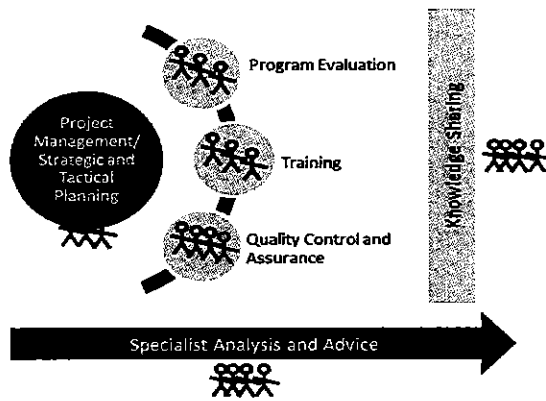 Program Evaluation
Project
Management/
Strategic and
Tactical
Planning
Training
Quality Control and
Assurance
Knowledge Sharing
Specialist Analysis and Advice